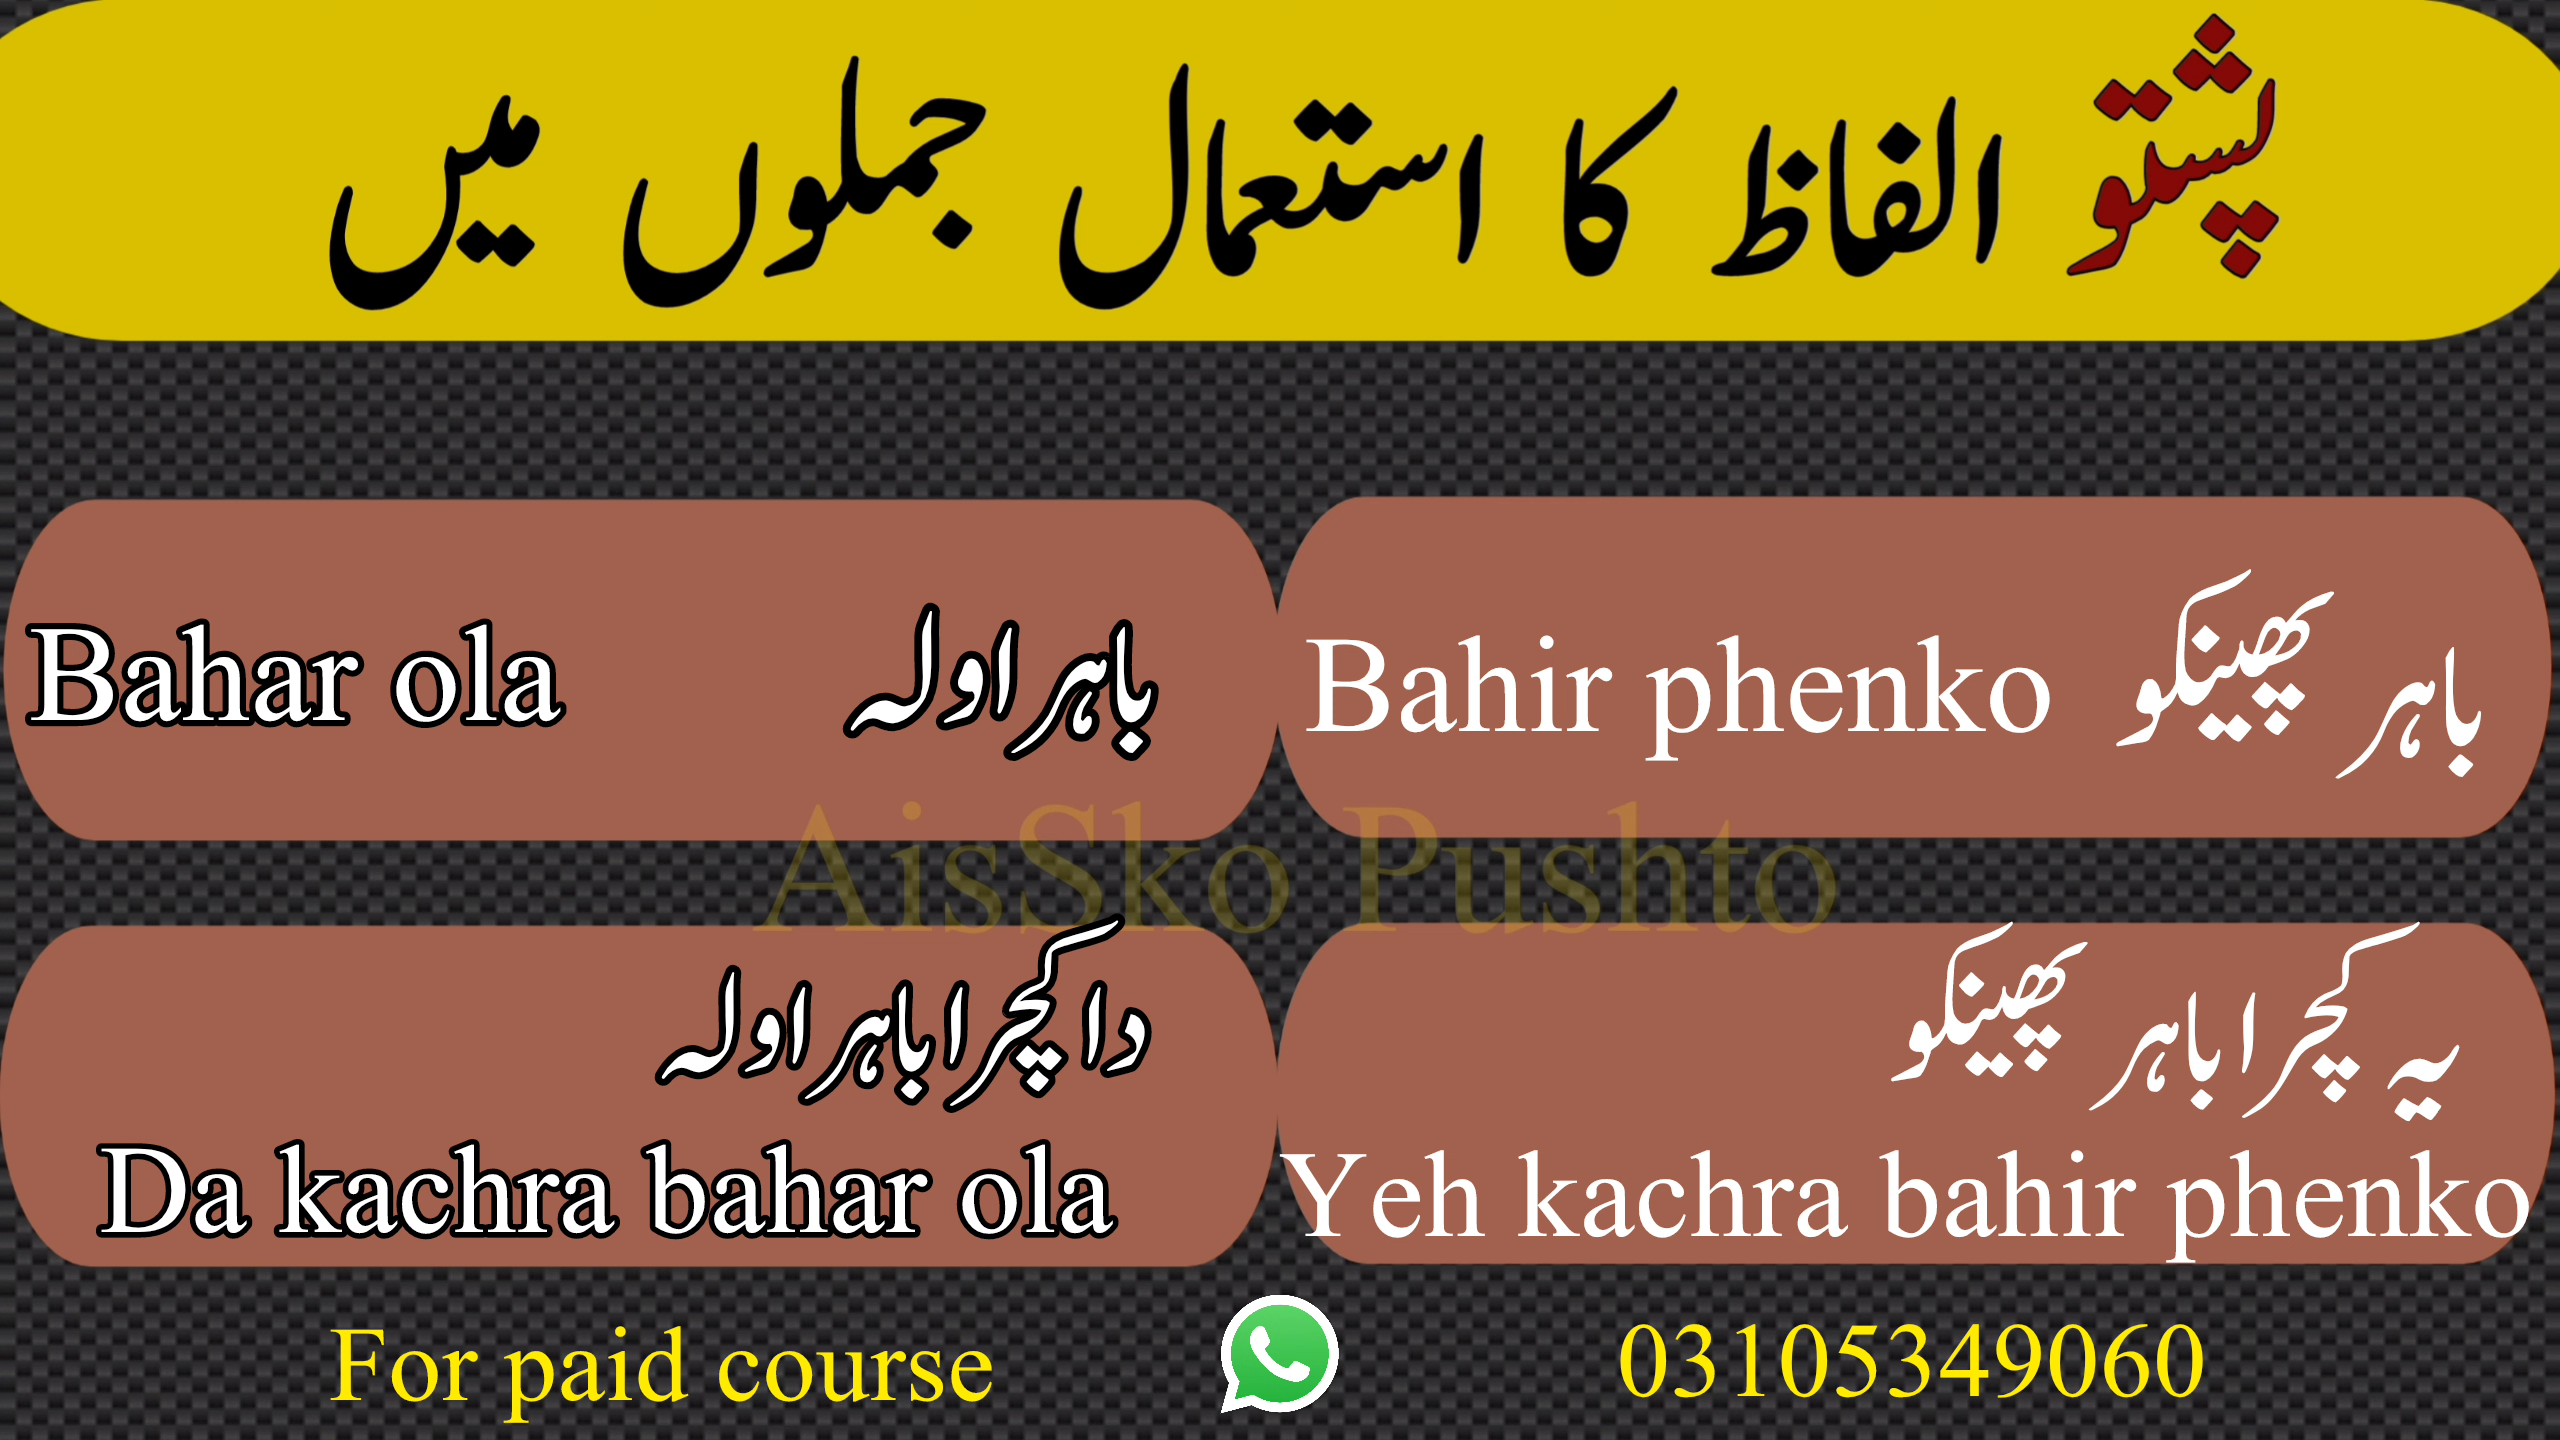 پشتو الفاظ کا استعمال جملوں میں
باہر پھینکو Bahir phenko
باہر اولہ Bahar ola
AisSko Pushto
یہ کچرا باہر پھینکو
Yeh kachra bahir phenko
دا کچرا باہر اولہ
Da kachra bahar ola
For paid course
03105349060